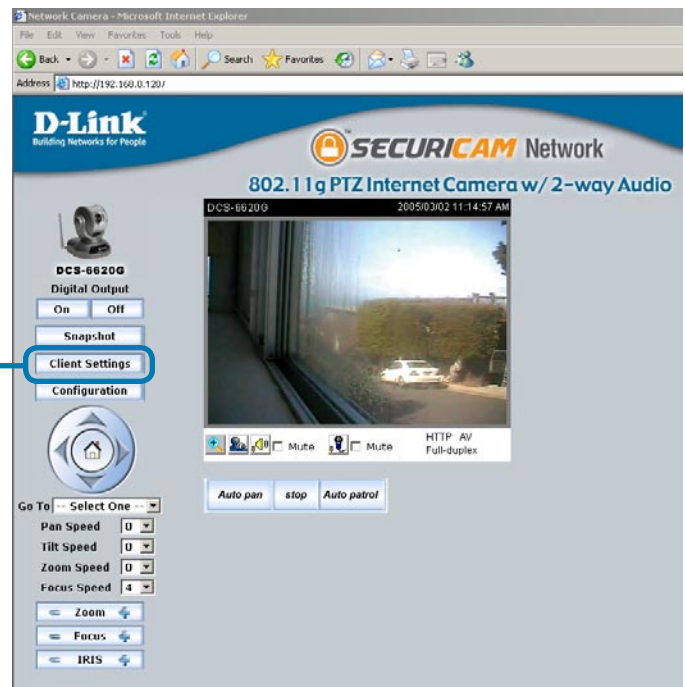 Network Camera - Microsoft Internet Explorer
File Edit View Favorites Tools Help
Back Search Favorites
Address http://192.168.0.120/
D-Link
Building Networks for People
SECURICAM Network
™
802.11g PTZ Internet Camera w/ 2-way Audio
DCS-6620G 2005/03/02 11:14:57 AM
DCS-6620G
Digital Output
On Off
Snapshot
Client Settings
Configuration
Mute Mute HTTP AV
Full-duplex
Go To -- Select One --
Auto pan stop Auto patrol
Pan Speed 0
Tilt Speed 0
Zoom Speed 0
Focus Speed 4
Zoom
Focus
IRIS